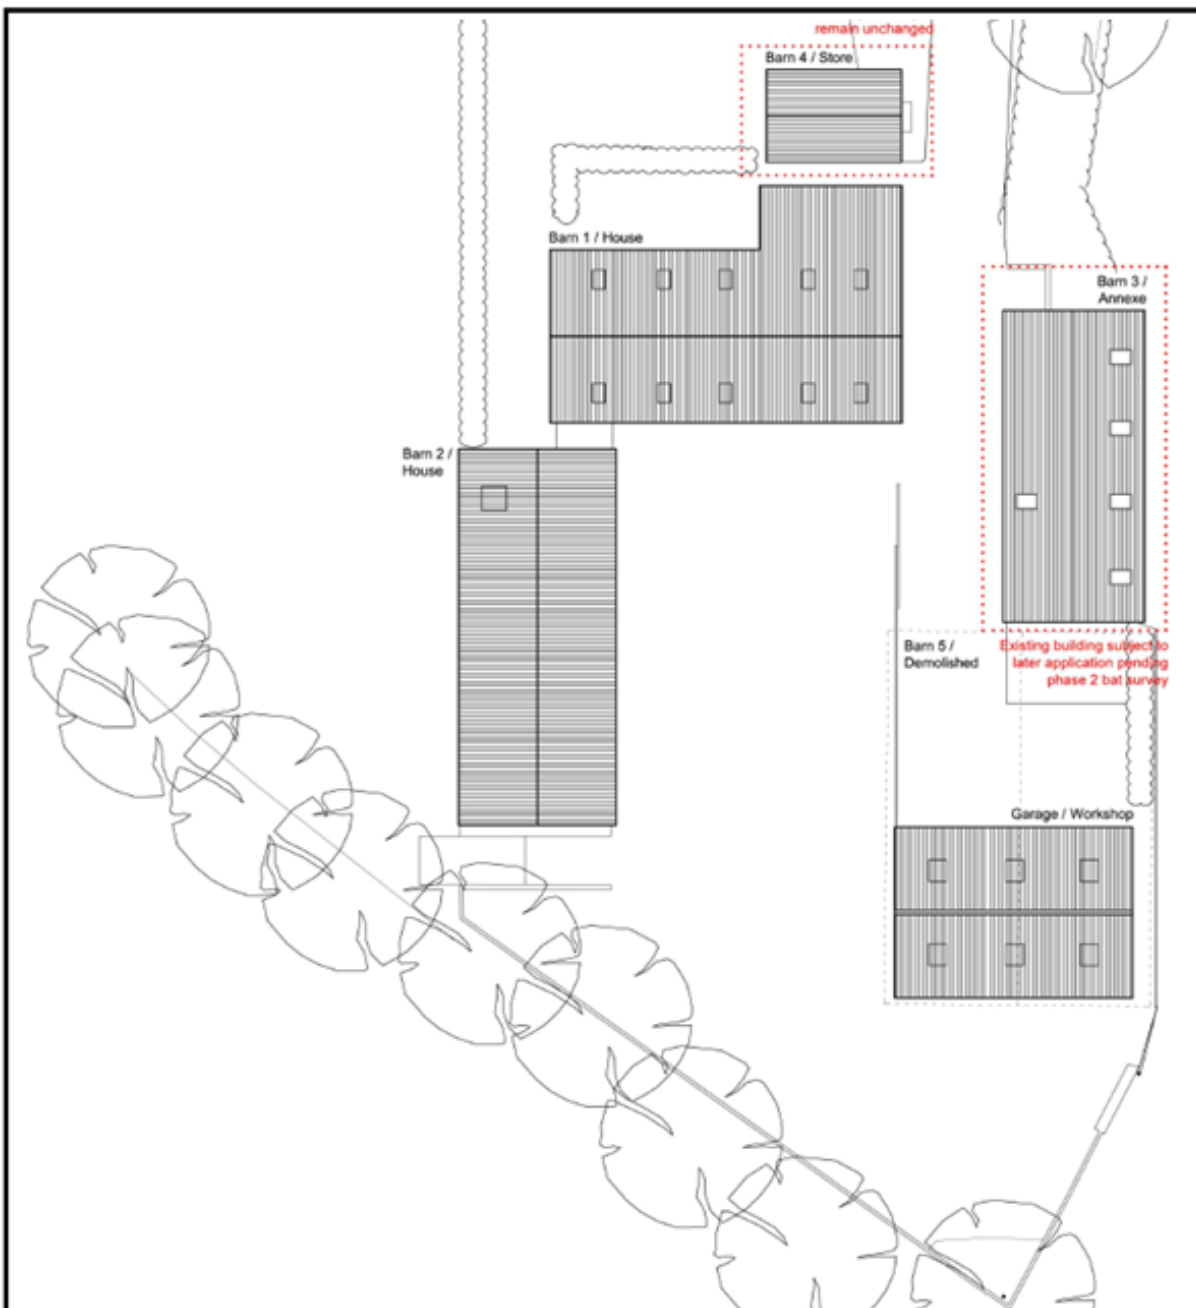 remain unchanged
Barn 4 / Store
Barn 1 / House
Barn 3 /
Annexe
Barn 2 /
House
Barn 5 /
Demolished
Existing building subject to
later application pending
phase 2 bat survey
Garage / Workshop